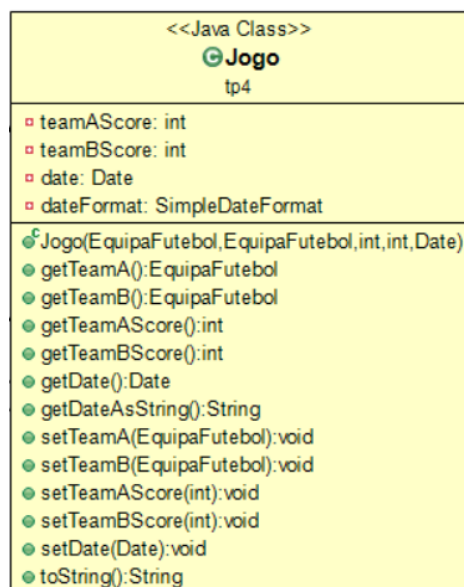 <<Java Class>>
Jogo
tp4
teamAScore: int
teamBScore: int
date: Date
dateFormat: SimpleDateFormat
Jogo(EquipaFutebol,EquipaFutebol,int,int,Date)
getTeamA():EquipaFutebol
getTeamB():EquipaFutebol
getTeamAScore():int
getTeamBScore():int
getDate():Date
getDateAsString():String
setTeamA(EquipaFutebol):void
setTeamB(EquipaFutebol):void
setTeamAScore(int):void
setTeamBScore(int):void
setDate(Date):void
toString():String